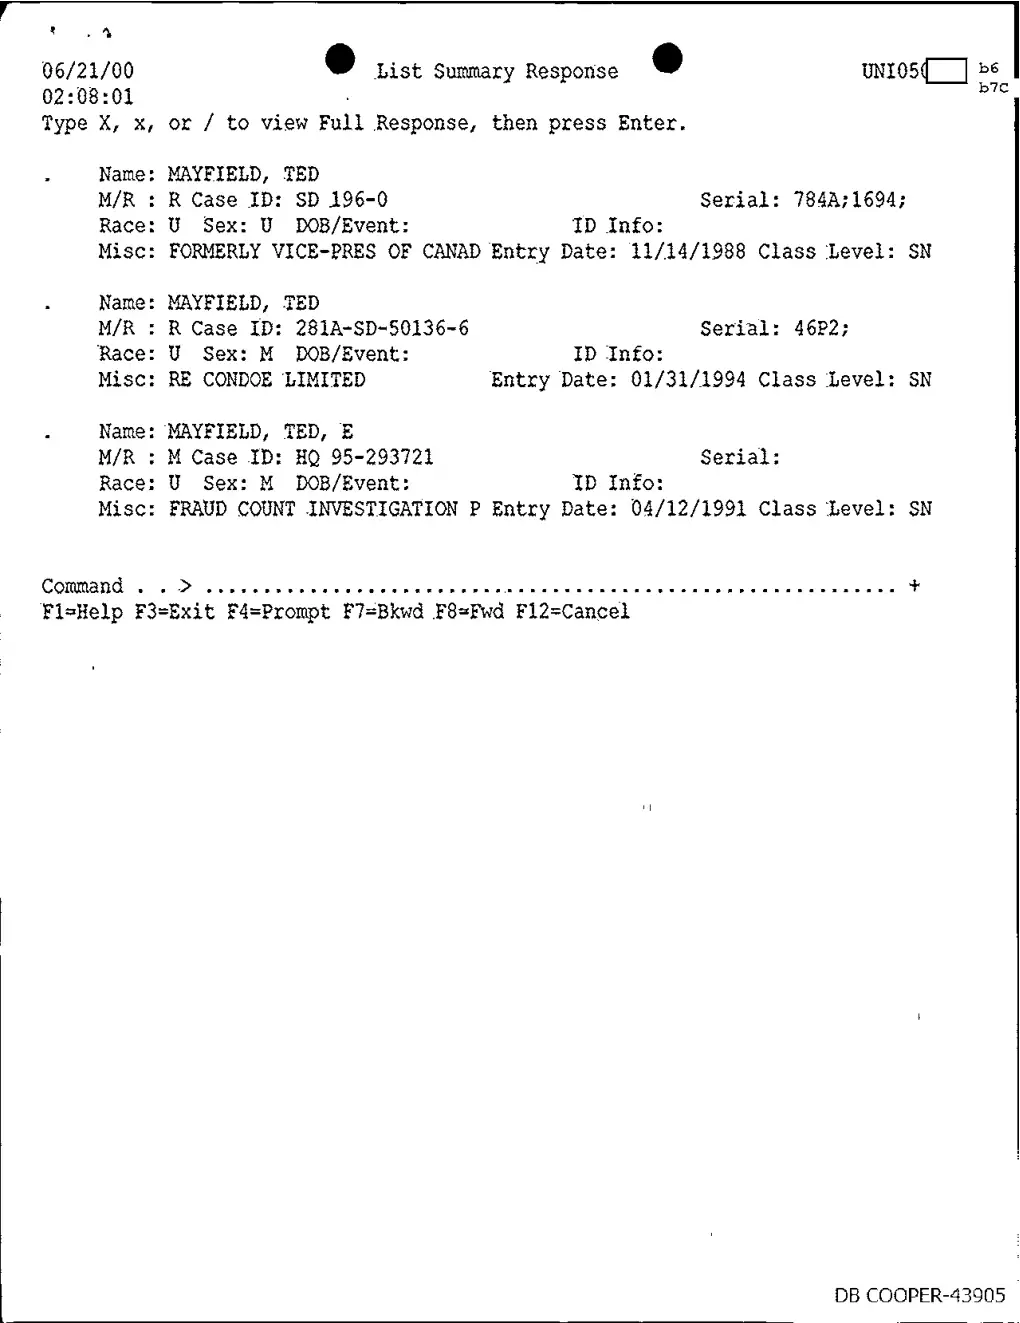 06/21/00 List Summary Response UNI05 b6
02:08:01 b7C
Type X, x, or / to view Full Response, then press Enter.
. Name: MAYFIELD, TED
M/R : R Case ID: SD 196-0 Serial: 784A;1694;
Race: U Sex: U DOB/Event: ID Info:
Misc: FORMERLY VICE-PRES OF CANAD Entry Date: 11/14/1988 Class Level: SN
. Name: MAYFIELD, TED
M/R : R Case ID: 281A-SD-50136-6 Serial: 46P2;
Race: U Sex: M DOB/Event: ID Info:
Misc: RE CONDOE LIMITED Entry Date: 01/31/1994 Class Level: SN
. Name: MAYFIELD, TED, E
M/R : M Case ID: HQ 95-293721 Serial:
Race: U Sex: M DOB/Event: ID Info:
Misc: FRAUD COUNT INVESTIGATION P Entry Date: 04/12/1991 Class Level: SN
Command . . > ............................................................ +
F1=Help F3=Exit F4=Prompt F7=Bkwd F8=Fwd F12=Cancel
DB COOPER-43905